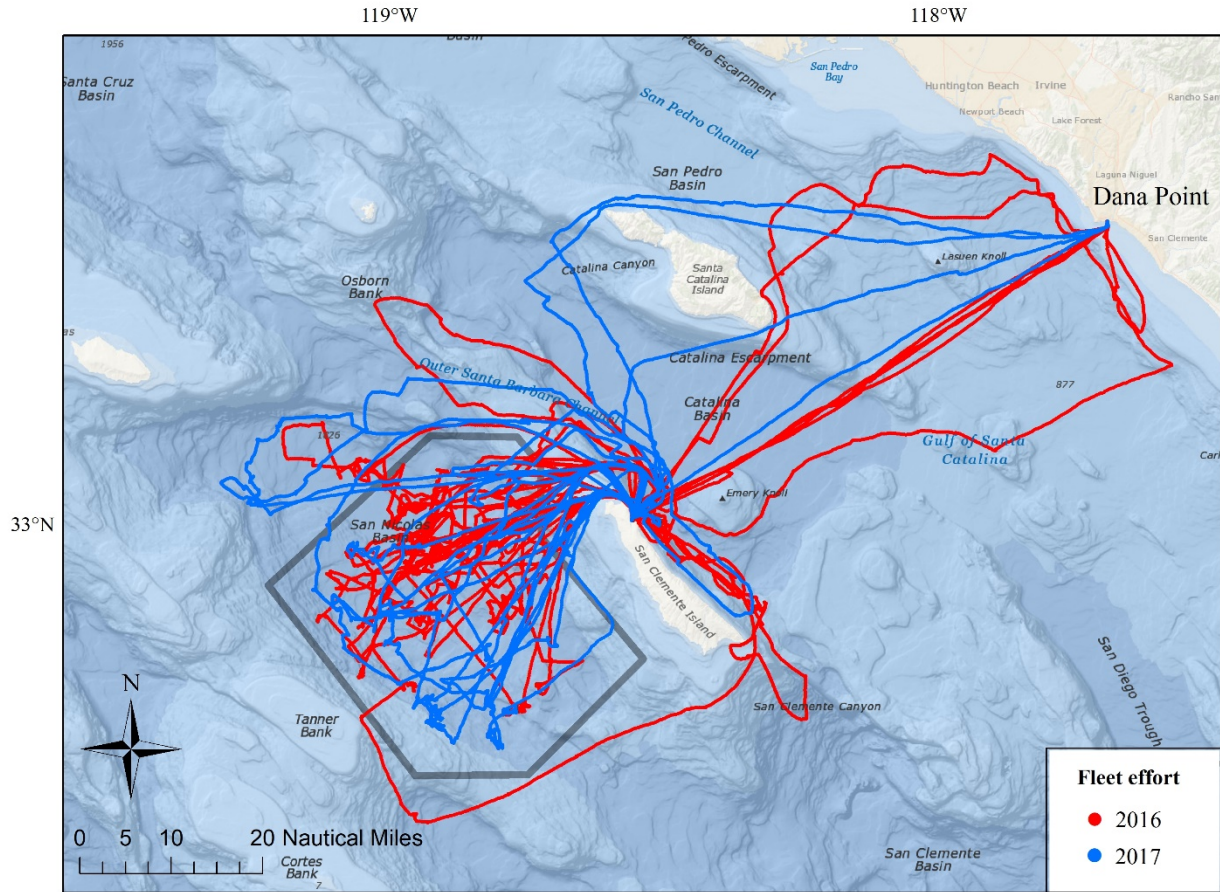 119°W
118°W
1956
Basin
Pedro Escarpment
San Pedro
Bay
Santa Cruz
Basin
Huntington Beach
Irvine
Rancho San
Newport Beach
Lake Forest
San Pedro Channel
San Pedro
Basin
Laguna Niguel
Dana Point
San Clemente
Lasuen Knoll
Catalina Canyon
Santa
Catalina
Island
Osborn
Bank
as
Catalina Escarpment
Outer Santa Barbara Channel
877
Catalina
Basin
Gulf of Santa
Catalina
Carl
Emery Knoll
33°N
San Nicolas
Basin
San Clemente Island
San Diego Trough
San Clemente Canyon
N
Tanner
Bank
Fleet effort
2016
2017
0 5 10 20 Nautical Miles
Cortes
Bank
7
San Clemente
Basin